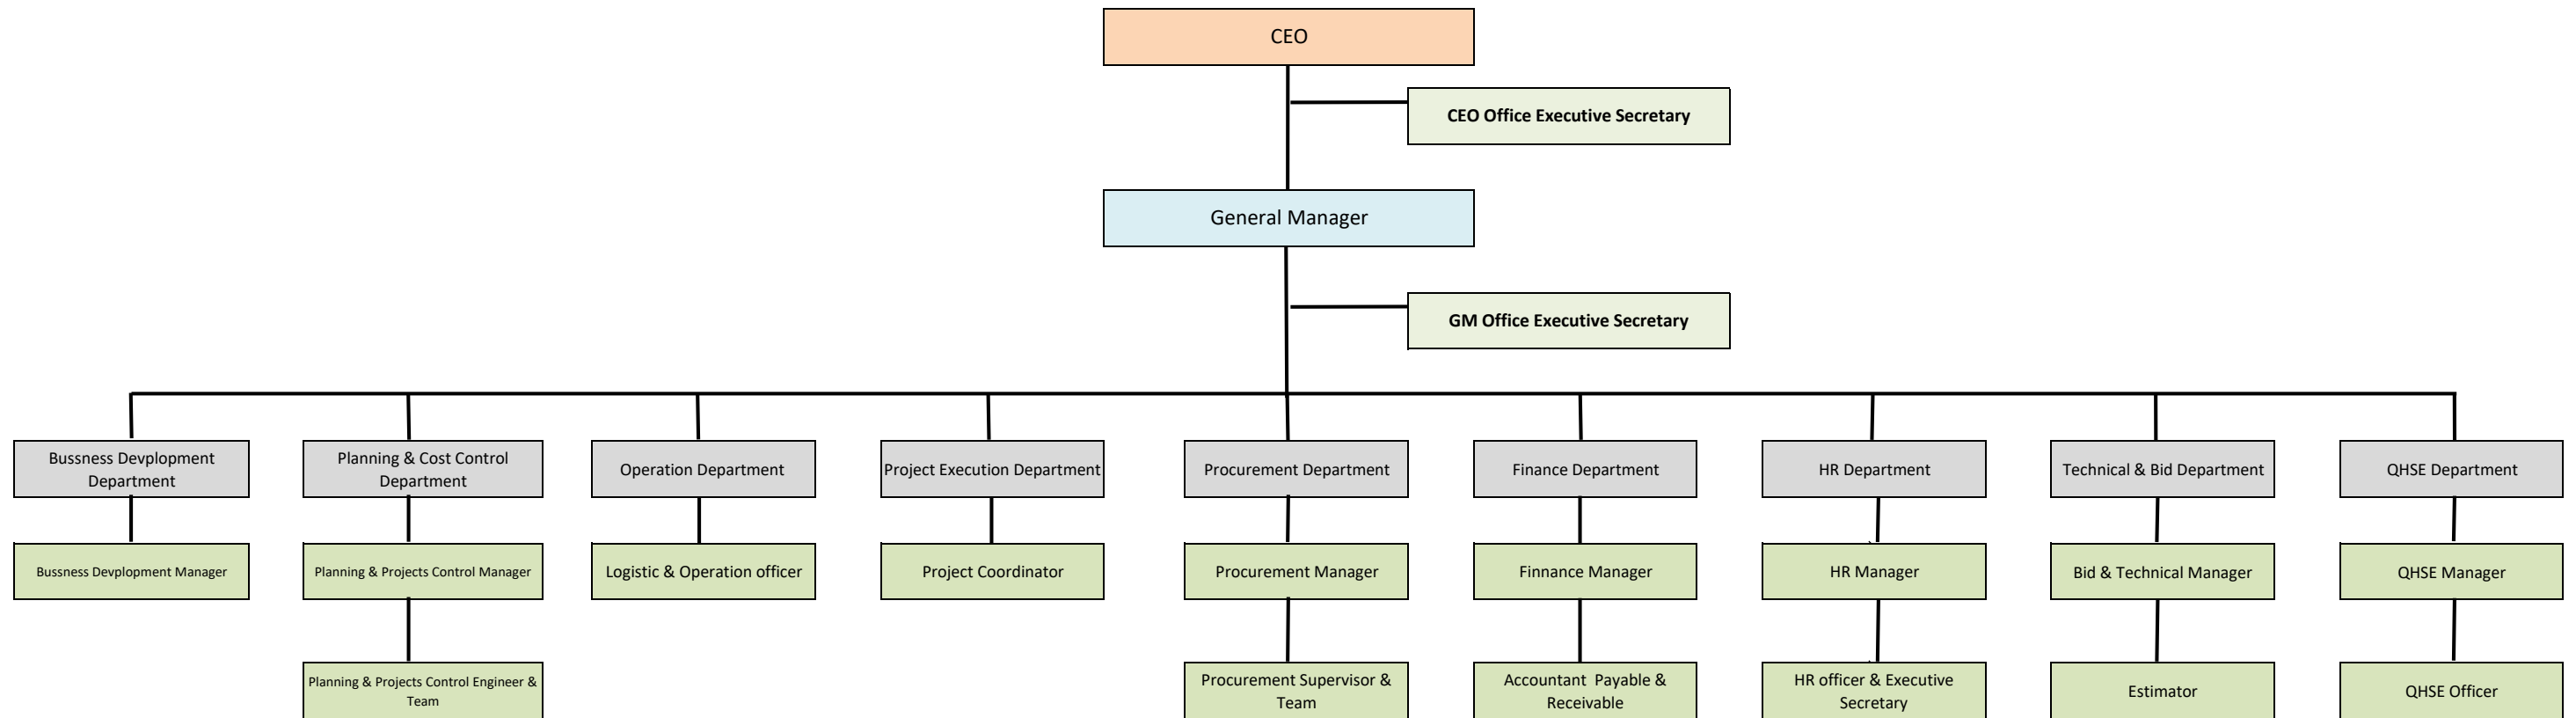 CEO
CEO Office Executive Secretary
General Manager
GM Office Executive Secretary
Bussness Devplopment
Department
Planning & Cost Control
Department
Operation Department
Project Execution Department
Procurement Department
Finance Department
HR Department
Technical & Bid Department
QHSE Department
Bussness Devplopment Manager
Planning & Projects Control Manager
Logistic & Operation officer
Project Coordinator
Procurement Manager
Finnance Manager
HR Manager
Bid & Technical Manager
QHSE Manager
Planning & Projects Control Engineer &
Team
Procurement Supervisor &
Team
Accountant  Payable &
Receivable
HR officer & Executive
Secretary
Estimator
QHSE Officer